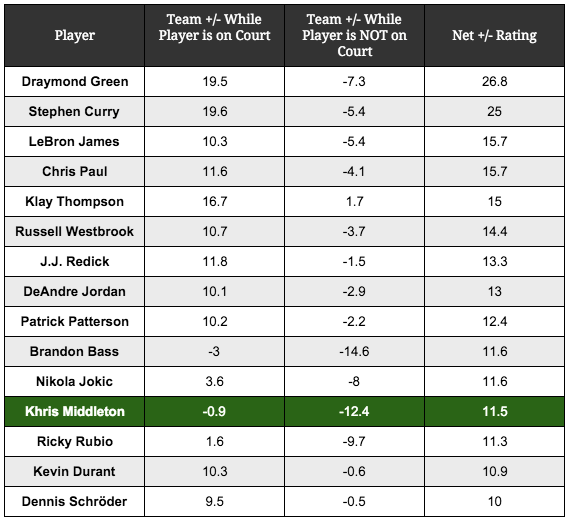 Player Team +/- While Player is on Court Team +/- While Player is NOT on Court Net +/- Rating
Draymond Green 19.5 -7.3 26.8
Stephen Curry 19.6 -5.4 25
LeBron James 10.3 -5.4 15.7
Chris Paul 11.6 -4.1 15.7
Klay Thompson 16.7 1.7 15
Russell Westbrook 10.7 -3.7 14.4
J.J. Redick 11.8 -1.5 13.3
DeAndre Jordan 10.1 -2.9 13
Patrick Patterson 10.2 -2.2 12.4
Brandon Bass -3 -14.6 11.6
Nikola Jokic 3.6 -8 11.6
Khris Middleton -0.9 -12.4 11.5
Ricky Rubio 1.6 -9.7 11.3
Kevin Durant 10.3 -0.6 10.9
Dennis Schröder 9.5 -0.5 10